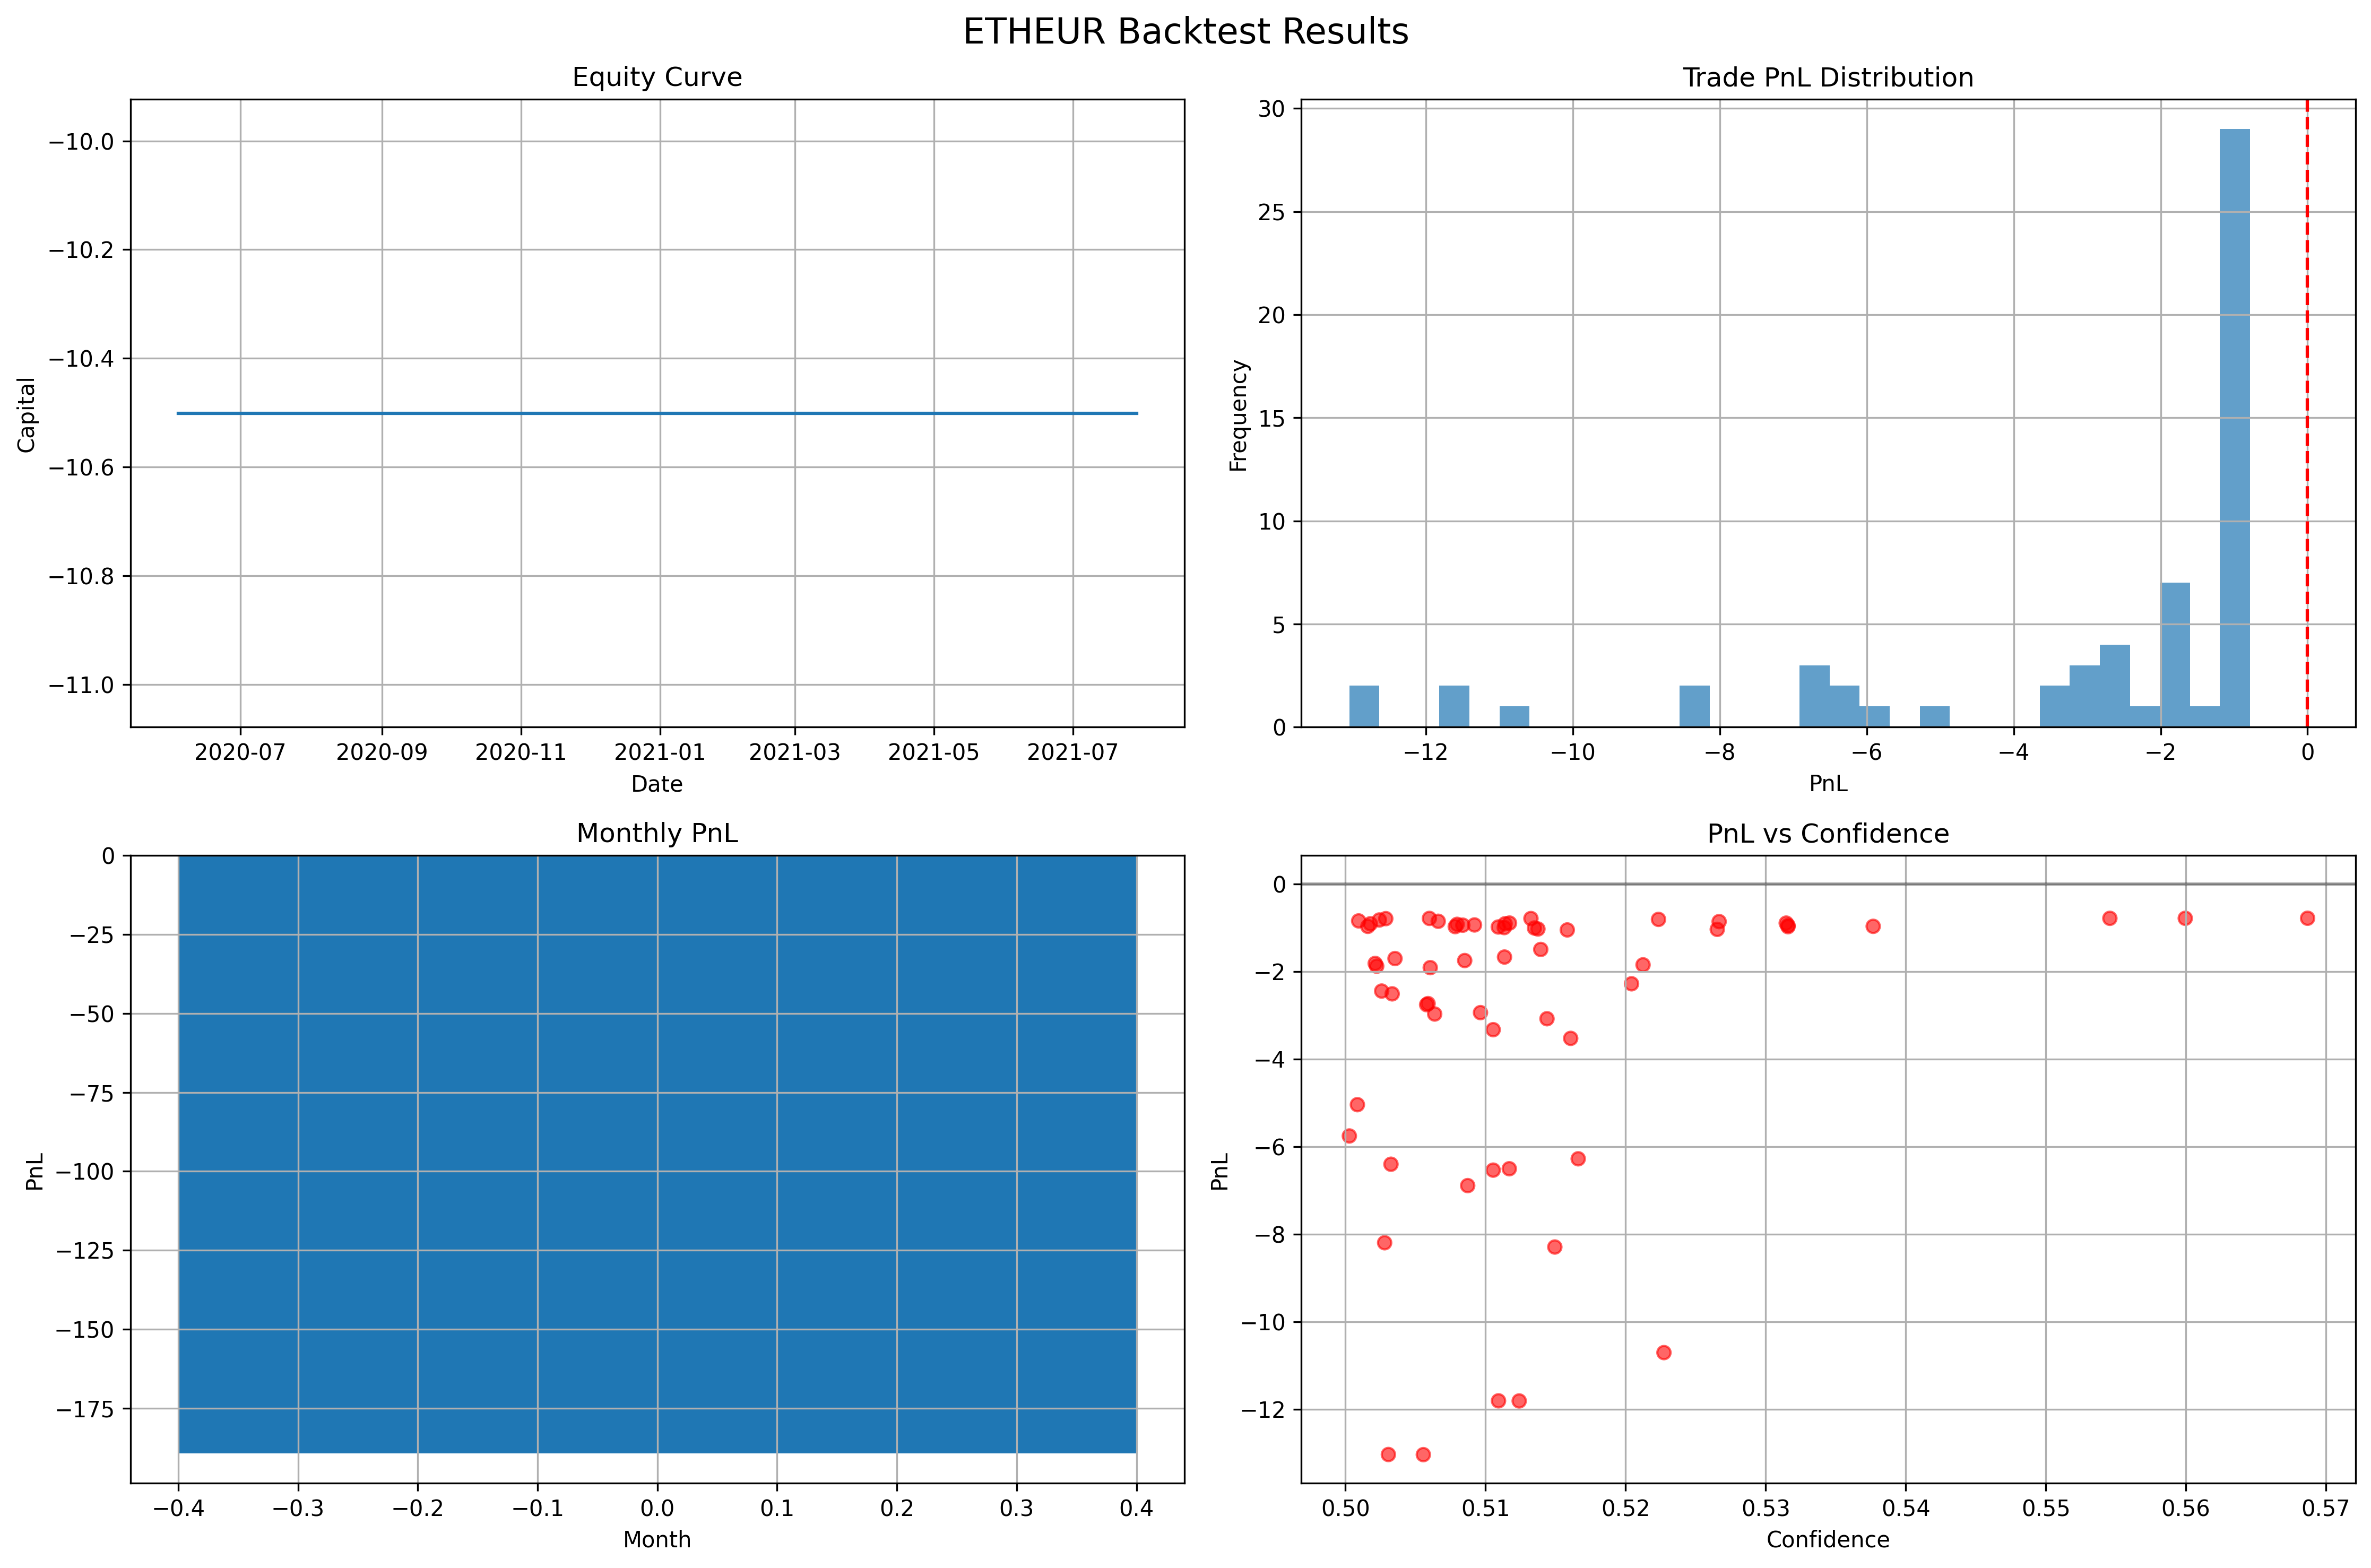 ETHEUR Backtest Results
Equity Curve
−10.0
−10.2
−10.4
−10.6
−10.8
−11.0
Capital
2020-07 2020-09 2020-11 2021-01 2021-03 2021-05 2021-07
Date
Trade PnL Distribution
30
25
20
15
10
5
0
Frequency
−12 −10 −8 −6 −4 −2 0
PnL
Monthly PnL
0
−25
−50
−75
−100
−125
−150
−175
PnL
−0.4 −0.3 −0.2 −0.1 0.0 0.1 0.2 0.3 0.4
Month
PnL vs Confidence
0
−2
−4
−6
−8
−10
−12
PnL
0.50 0.51 0.52 0.53 0.54 0.55 0.56 0.57
Confidence